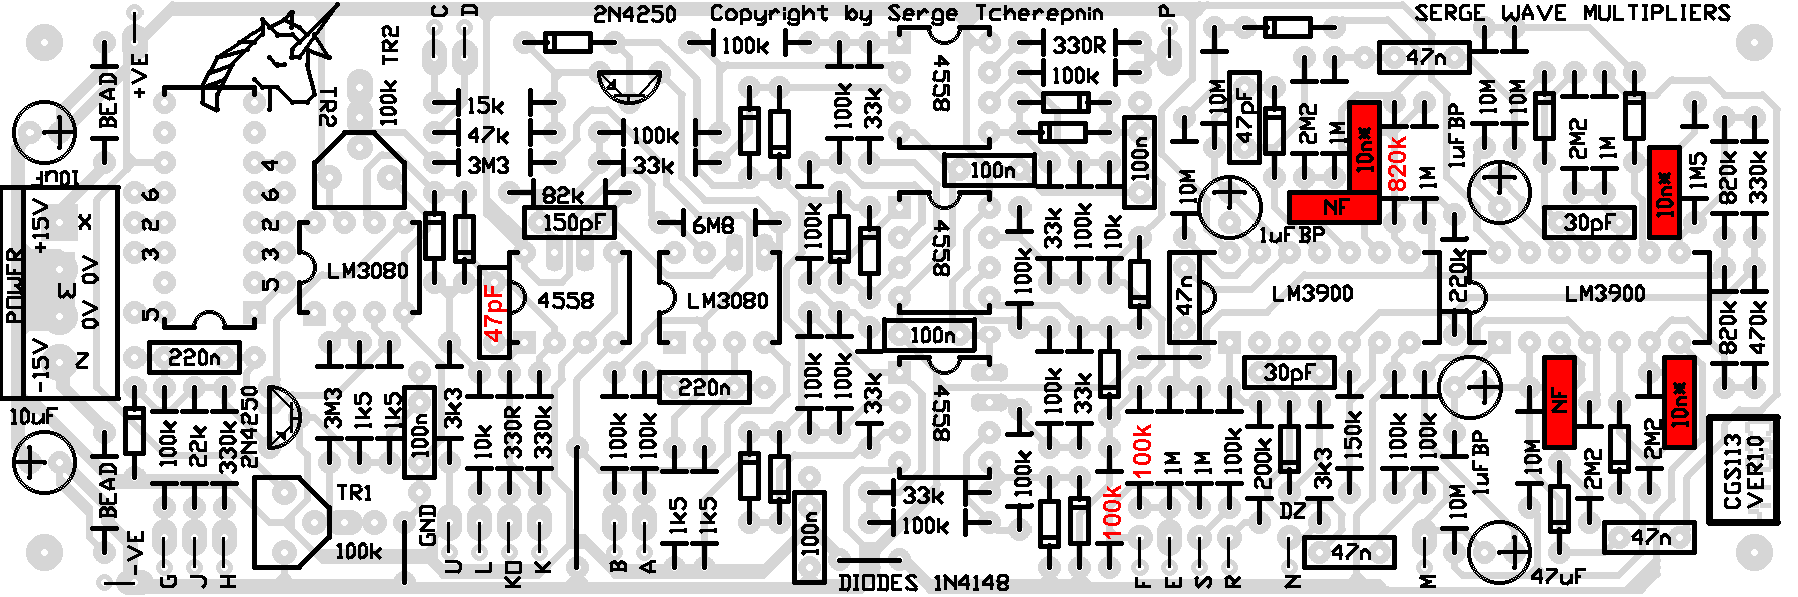 2N4250 Copyright by Serge Tcherepnin
SERGE WAVE MULTIPLIERS
+VE
BEAD
10uF
POWER
+15V
X
0V 0V
3
-15V
Z
10uF
BEAD
-VE
TR2
100k TR2
C
D
P
4
6
6
2
2
3
3
5
5
15k
47k
3M3
82k
150pF
100k
100k
33k
6M8
100k
33k
4558
330R
100k
100n
100n
LM3080
47pF
4558
LM3080
100k
4558
33k
100k
10k
100k
100n
220n
2N4250
100k
22k
330k
3M3
1k5
1k5
100n
3k3
10k
330R
330k
100k
100k
220n
1k5
1k5
100k
100k
33k
4558
100k
33k
100k
33k
100k
100n
TR1
100k
GND
G
J
H
U
L
KO
K
B
A
DIODES 1N4148
10M
47pF
2M2
1M
10n*
820k
1M
1uF BP
10M
10M
47n
2M2
1M
10n*
1M5
820k
330k
10M
NF
1uF BP
30pF
47n
LM3900
220k
LM3900
820k
470k
30pF
100k
100k
1M
1M
100k
200k
DZ
3k3
150k
100k
100k
1uF BP
10M
10M
NF
2M2
2M2
10n*
47n
47n
47uF
F
E
S
R
N
M
CGS113
VER1.0